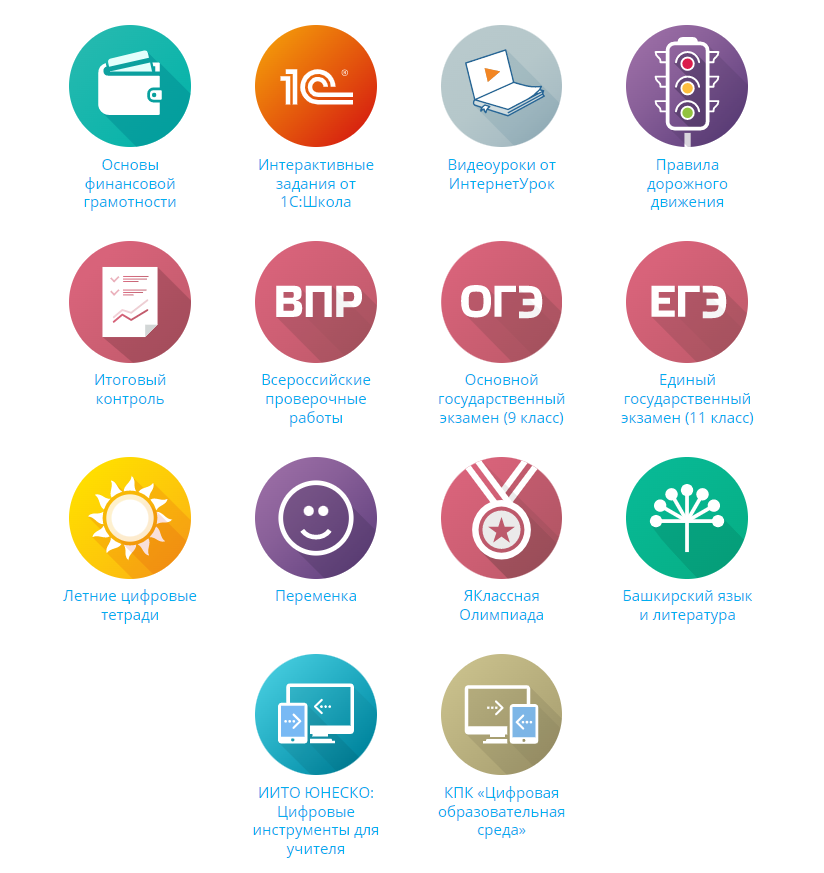 1С®
Основы
финансовой
грамотности
Интерактивные
задания от
1С:Школа
Видеоуроки от
ИнтернетУрок
Правила
дорожного
движения
ВПР
ОГЭ
ЕГЭ
Итоговый
контроль
Всероссийские
проверочные
работы
Основной
государственный
экзамен (9 класс)
Единый
государственный
экзамен (11 класс)
Летние цифровые
тетради
Переменка
ЯКлассная
Олимпиада
Башкирский язык
и литература
ИИТО ЮНЕСКО:
Цифровые
инструменты для
учителя
КПК «Цифровая
образовательная
среда»